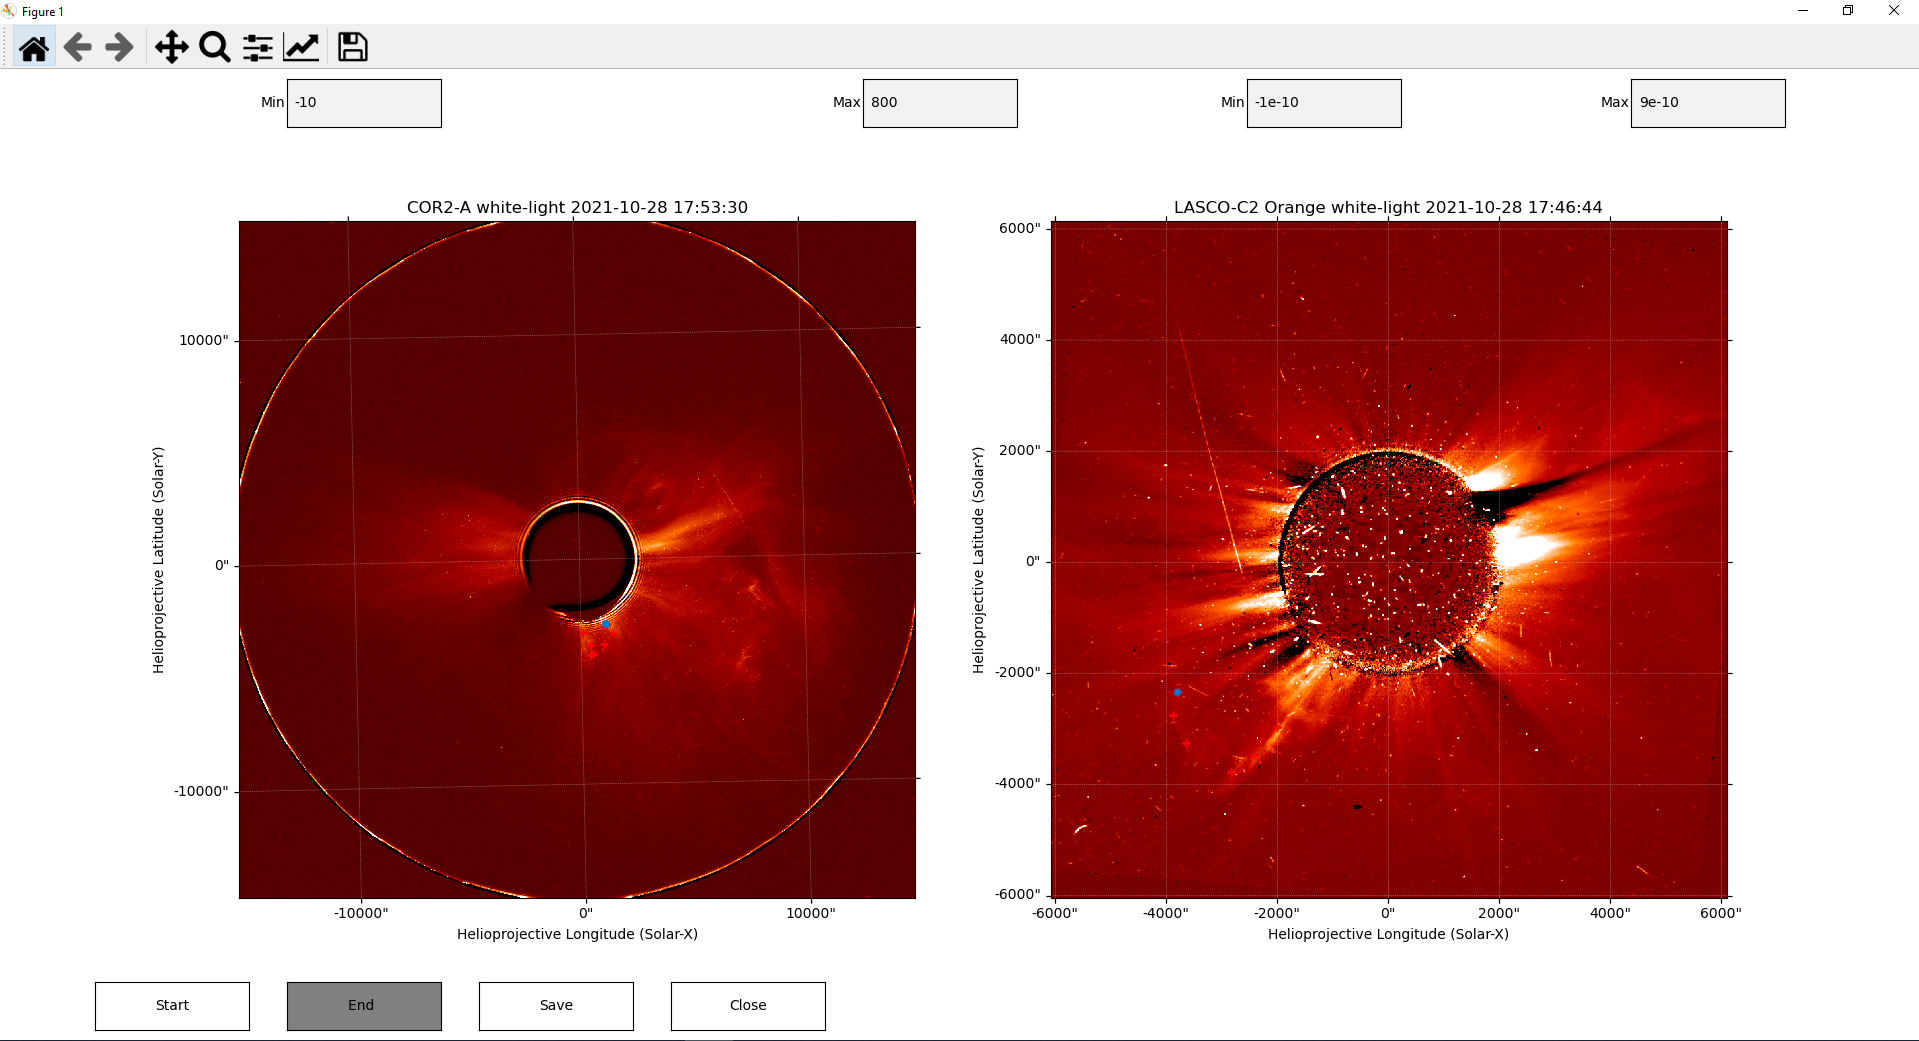 Figure 1
Min -10
Max 800
Min -1e-10
Max 9e-10
COR2-A white-light 2021-10-28 17:53:30
10000"
0"
-10000"
Helioprojective Latitude (Solar-Y)
-10000" 0" 10000"
Helioprojective Longitude (Solar-X)
LASCO-C2 Orange white-light 2021-10-28 17:46:44
6000"
4000"
2000"
0"
-2000"
-4000"
-6000"
Helioprojective Latitude (Solar-Y)
-6000" -4000" -2000" 0" 2000" 4000" 6000"
Helioprojective Longitude (Solar-X)
Start
End
Save
Close